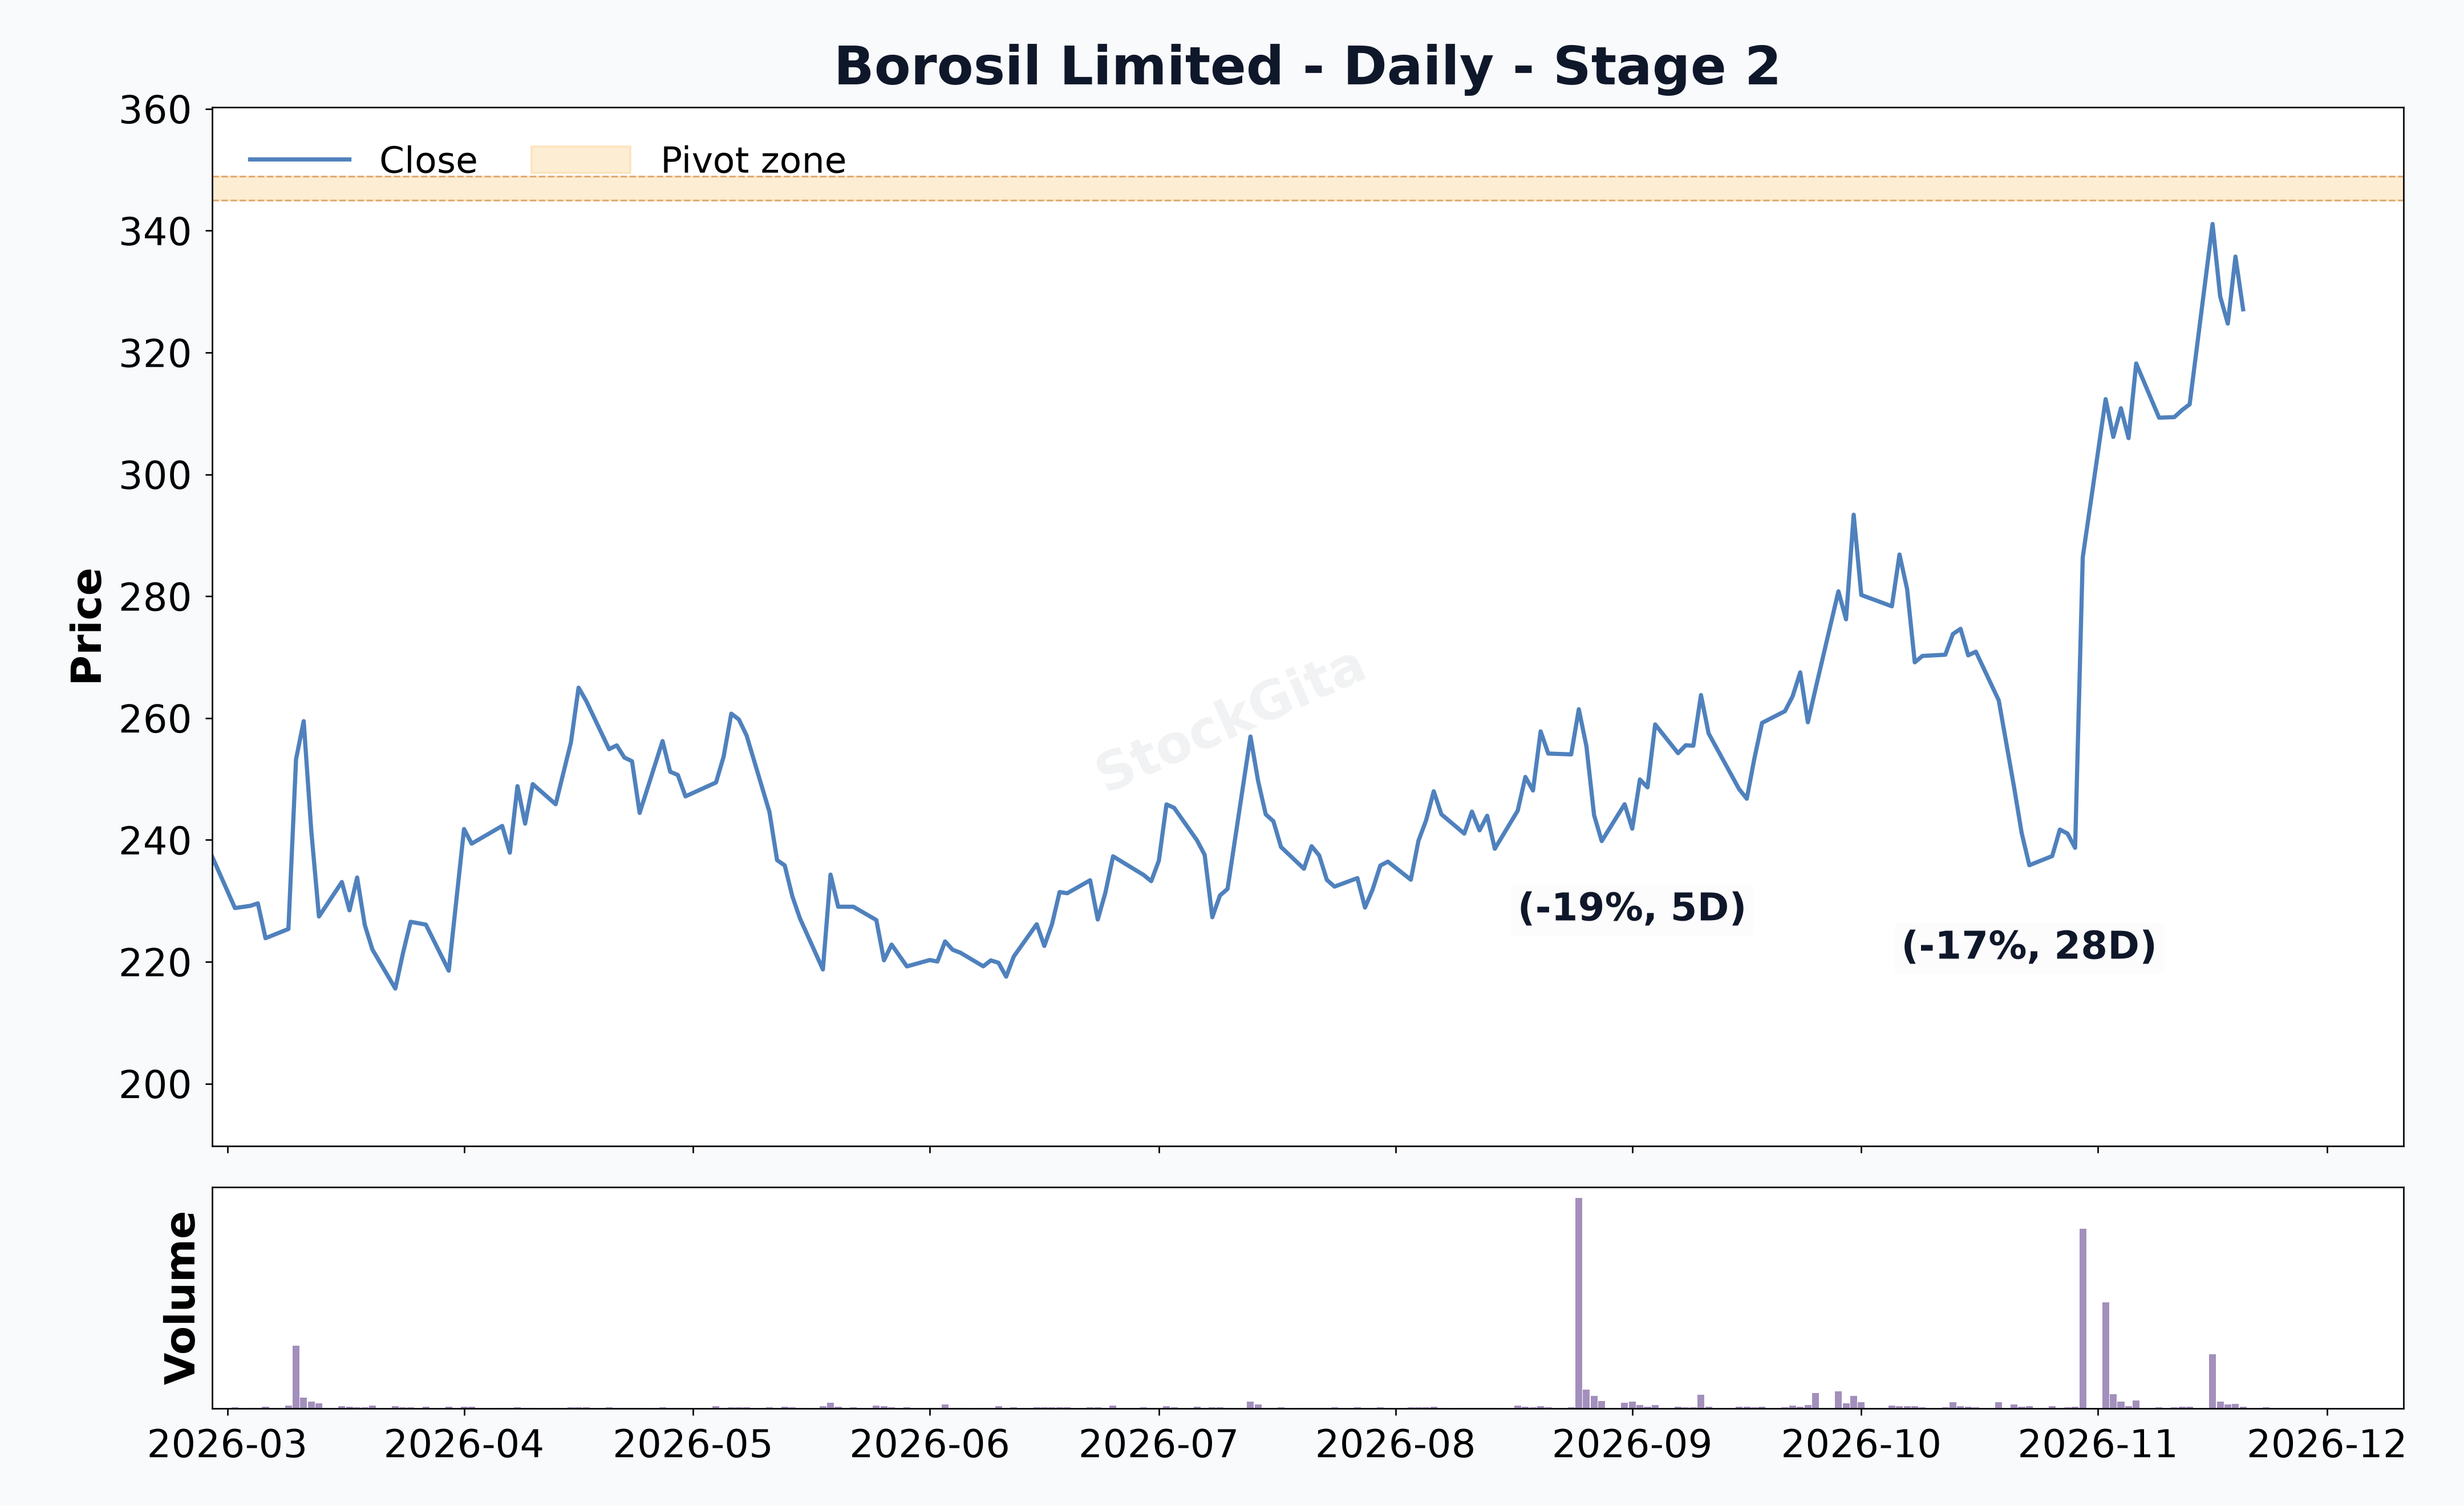 Borosil Limited - Daily - Stage 2
Close
Pivot zone
Price
360
340
320
300
280
260
240
220
200
StockGita
(-19%, 5D)
(-17%, 28D)
Volume
2026-03
2026-04
2026-05
2026-06
2026-07
2026-08
2026-09
2026-10
2026-11
2026-12